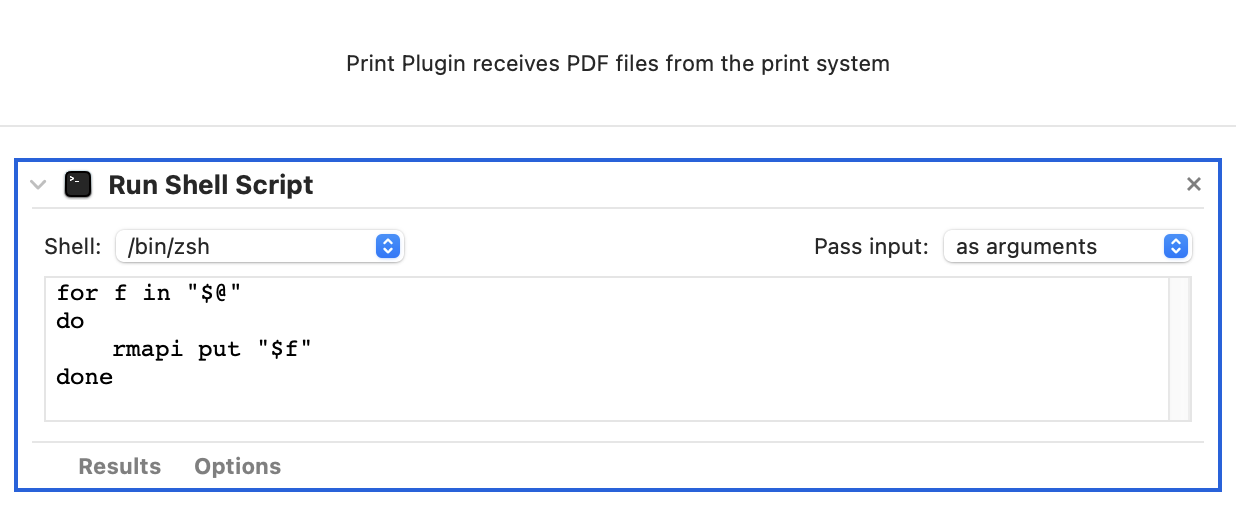 Print Plugin receives PDF files from the print system
Run Shell Script
Shell: /bin/zsh Pass input: as arguments
for f in "$@"
do
    rmapi put "$f"
done
Results Options